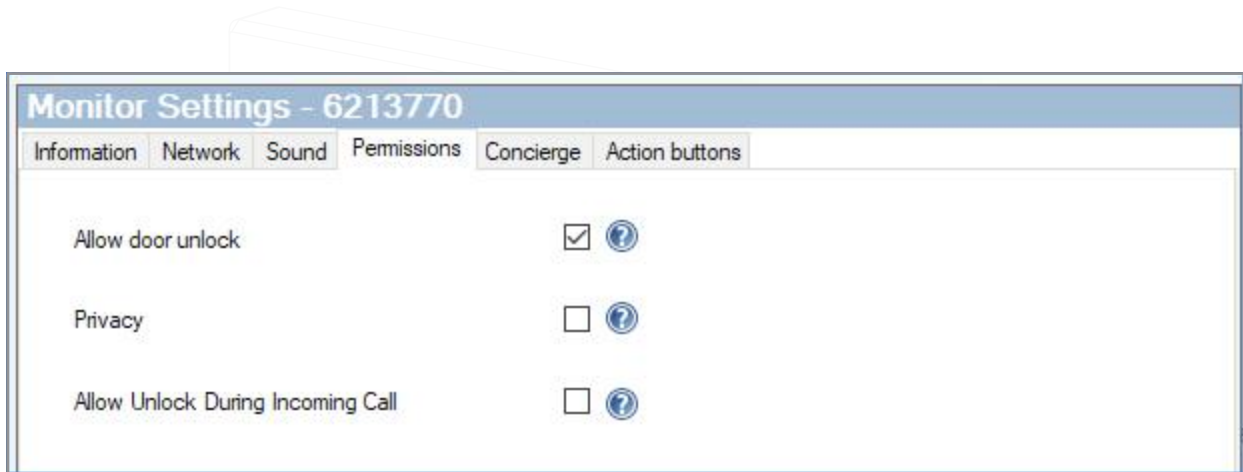 Monitor Settings - 6213770
Information Network Sound Permissions Concierge Action buttons
Allow door unlock
Privacy
Allow Unlock During Incoming Call